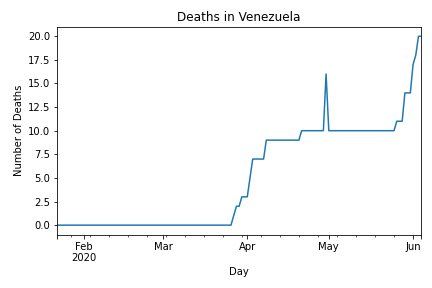 Deaths in Venezuela
Number of Deaths
20.0
17.5
15.0
12.5
10.0
7.5
5.0
2.5
0.0
Feb
2020
Mar
Apr
May
Jun
Day